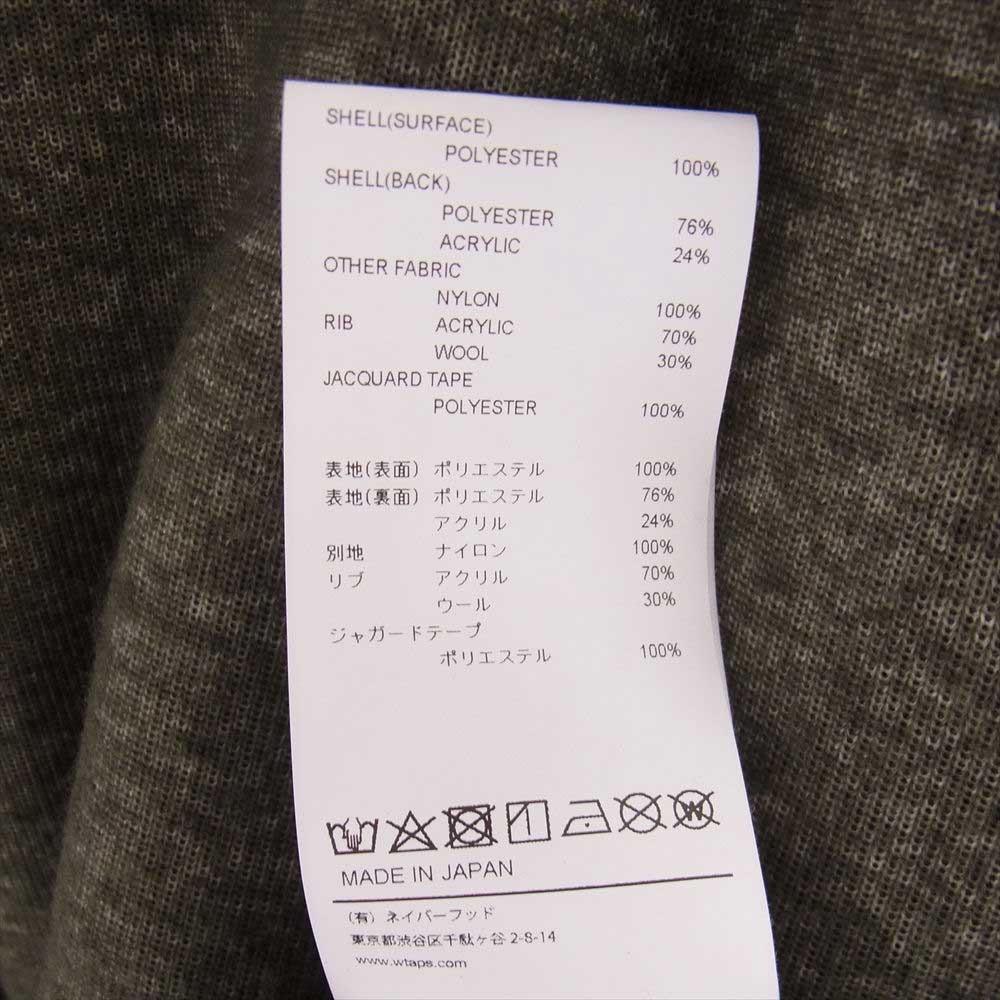 SHELL(SURFACE)
POLYESTER 100%
SHELL(BACK)
POLYESTER 76%
ACRYLIC 24%
OTHER FABRIC
NYLON 100%
RIB ACRYLIC 70%
WOOL 30%
JACQUARD TAPE
POLYESTER 100%
表地(表面) ポリエステル 100%
表地(裏面) ポリエステル 76%
アクリル 24%
別地 ナイロン 100%
リブ アクリル 70%
ウール 30%
ジャガードテープ
ポリエステル 100%
W
MADE IN JAPAN
(有) ネイバーフッド
東京都渋谷区千駄ヶ谷 2-8-14
www.wtaps.com